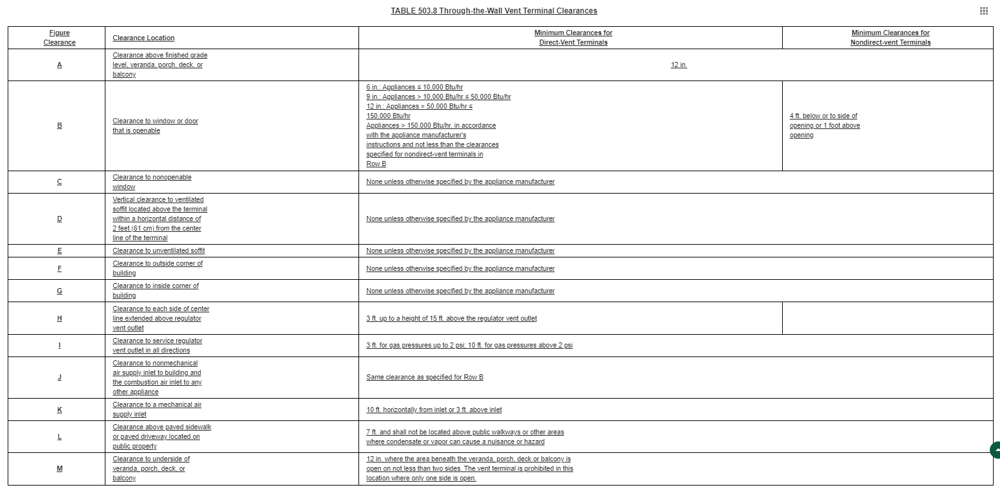 TABLE 503.8 Through-the-Wall Vent Terminal Clearances
Figure
Clearance
Clearance Location
Minimum Clearances for
Direct-Vent Terminals
Minimum Clearances for
Nondirect-vent Terminals
A
Clearance above finished grade
level, veranda, porch, deck, or
balcony
12 in.
B
Clearance to window or door
that is openable
6 in.: Appliances ≤ 10,000 Btu/hr
9 in.: Appliances > 10,000 Btu/hr ≤ 50,000 Btu/hr
12 in.: Appliances > 50,000 Btu/hr ≤
150,000 Btu/hr
Appliances > 150,000 Btu/hr, in accordance
with the appliance manufacturer's
instructions and not less than the clearances
specified for nondirect-vent terminals in
Row B
4 ft. below or to side of
opening or 1 foot above
opening
C
Clearance to nonopenable
window
None unless otherwise specified by the appliance manufacturer
D
Vertical clearance to ventilated
soffit located above the terminal
within a horizontal distance of
2 feet (61 cm) from the center
line of the terminal
None unless otherwise specified by the appliance manufacturer
E
Clearance to unventilated soffit
None unless otherwise specified by the appliance manufacturer
F
Clearance to outside corner of
building
None unless otherwise specified by the appliance manufacturer
G
Clearance to inside corner of
building
None unless otherwise specified by the appliance manufacturer
H
Clearance to each side of center
line extended above regulator
vent outlet
3 ft. up to a height of 15 ft. above the regulator vent outlet
I
Clearance to service regulator
vent outlet in all directions
3 ft. for gas pressures up to 2 psi; 10 ft. for gas pressures above 2 psi
J
Clearance to nonmechanical
air supply inlet to building and
the combustion air inlet to any
other appliance
Same clearance as specified for Row B
K
Clearance to a mechanical air
supply inlet
10 ft. horizontally from inlet or 3 ft. above inlet
L
Clearance above paved sidewalk
or paved driveway located on
public property
7 ft. and shall not be located above public walkways or other areas
where condensate or vapor can cause a nuisance or hazard
M
Clearance to underside of
veranda, porch, deck, or
balcony
12 in. where the area beneath the veranda, porch, deck or balcony is
open on not less than two sides. The vent terminal is prohibited in this
location where only one side is open.